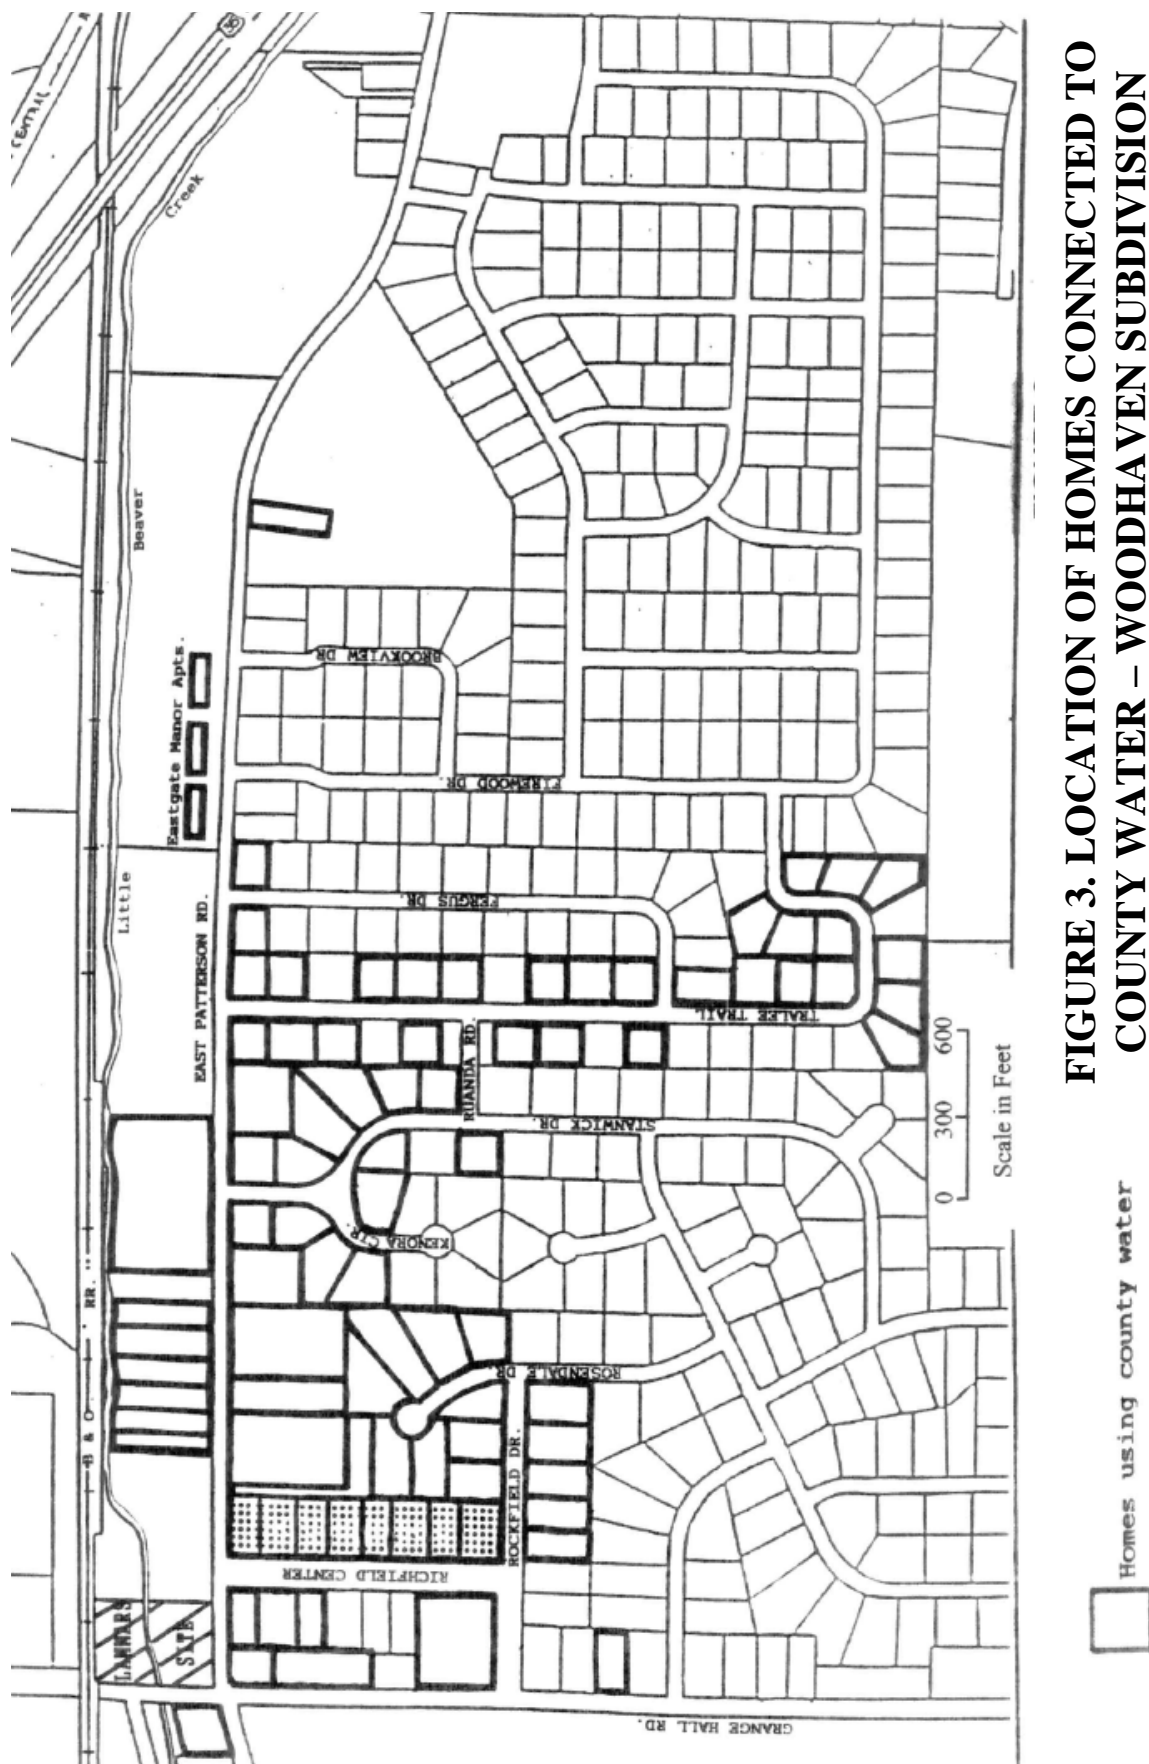 FIGURE 3. LOCATION OF HOMES CONNECTED TO
COUNTY WATER – WOODHAVEN SUBDIVISION
CENTRAL
Creek
Beaver
Little
Eastgate Manor Apts.
EAST PATTERSON RD.
B & O RR.
LAMMARS
SITE
BROOKVIEW DR
FIREWOOD DR.
FERGUS DR.
TRALEE TRAIL
RUANDA RD.
STANWICK DR.
KENORA CIR.
ROSENDALE DR.
ROCKFIELD DR.
RICHFIELD CENTER
GRANGE HALL RD.
0 300 600
Scale in Feet
Homes using county water